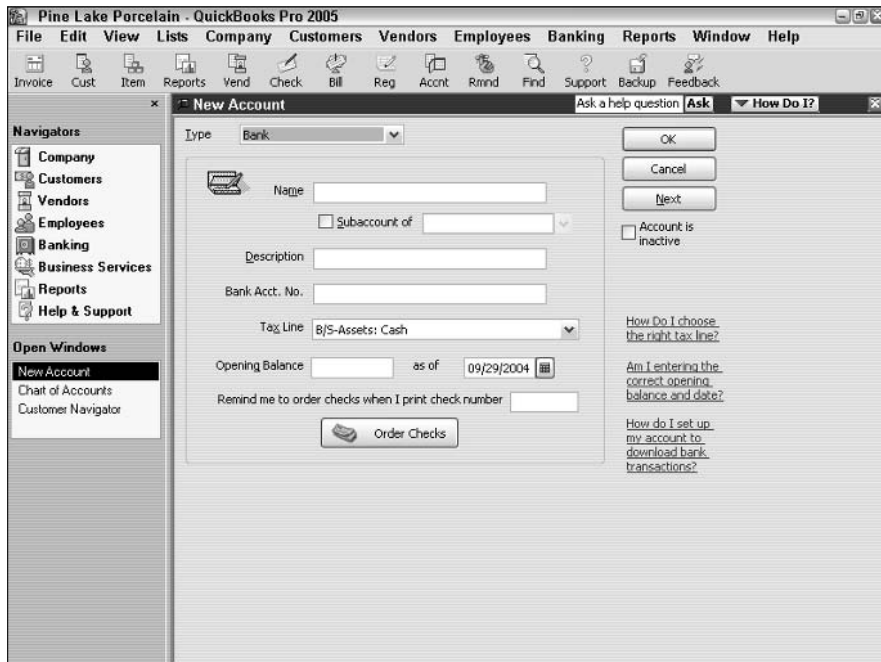 Pine Lake Porcelain - QuickBooks Pro 2005
File Edit View Lists Company Customers Vendors Employees Banking Reports Window Help
Invoice Cust Item Reports Vend Check Bill Reg Accnt Rmnd Find Support Backup Feedback
New Account
Ask a help question Ask How Do I?
Navigators
Company
Customers
Vendors
Employees
Banking
Business Services
Reports
Help & Support
Open Windows
New Account
Chart of Accounts
Customer Navigator
Type Bank
Name
Subaccount of
Description
Bank Acct. No.
Tax Line B/S-Assets: Cash
Opening Balance as of 09/29/2004
Remind me to order checks when I print check number
Order Checks
OK
Cancel
Next
Account is
inactive
How Do I choose
the right tax line?
Am I entering the
correct opening
balance and date?
How do I set up
my account to
download bank
transactions?